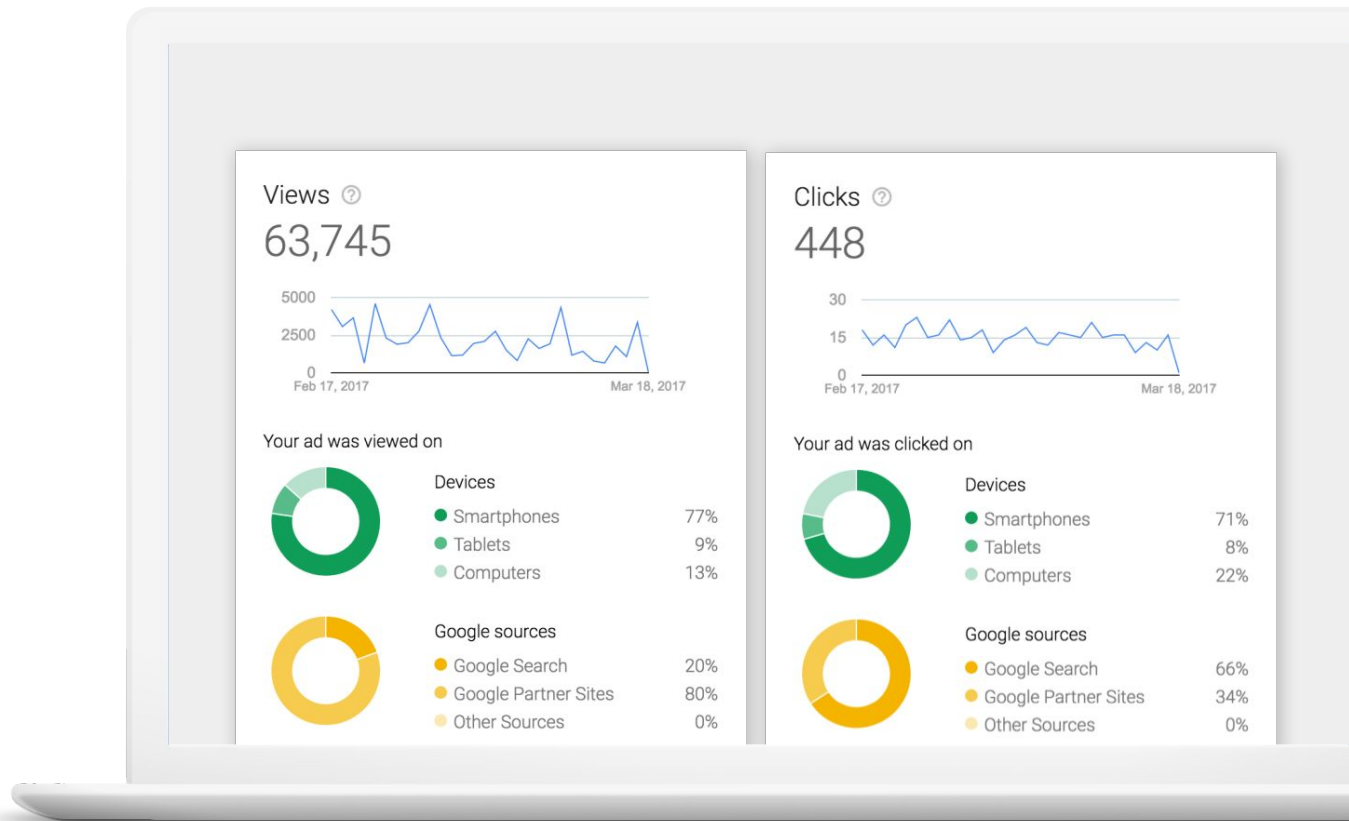 Views
63,745
5000
2500
0
Feb 17, 2017 Mar 18, 2017
Your ad was viewed on
Devices
Smartphones 77%
Tablets 9%
Computers 13%
Google sources
Google Search 20%
Google Partner Sites 80%
Other Sources 0%
Clicks
448
30
15
0
Feb 17, 2017 Mar 18, 2017
Your ad was clicked on
Devices
Smartphones 71%
Tablets 8%
Computers 22%
Google sources
Google Search 66%
Google Partner Sites 34%
Other Sources 0%